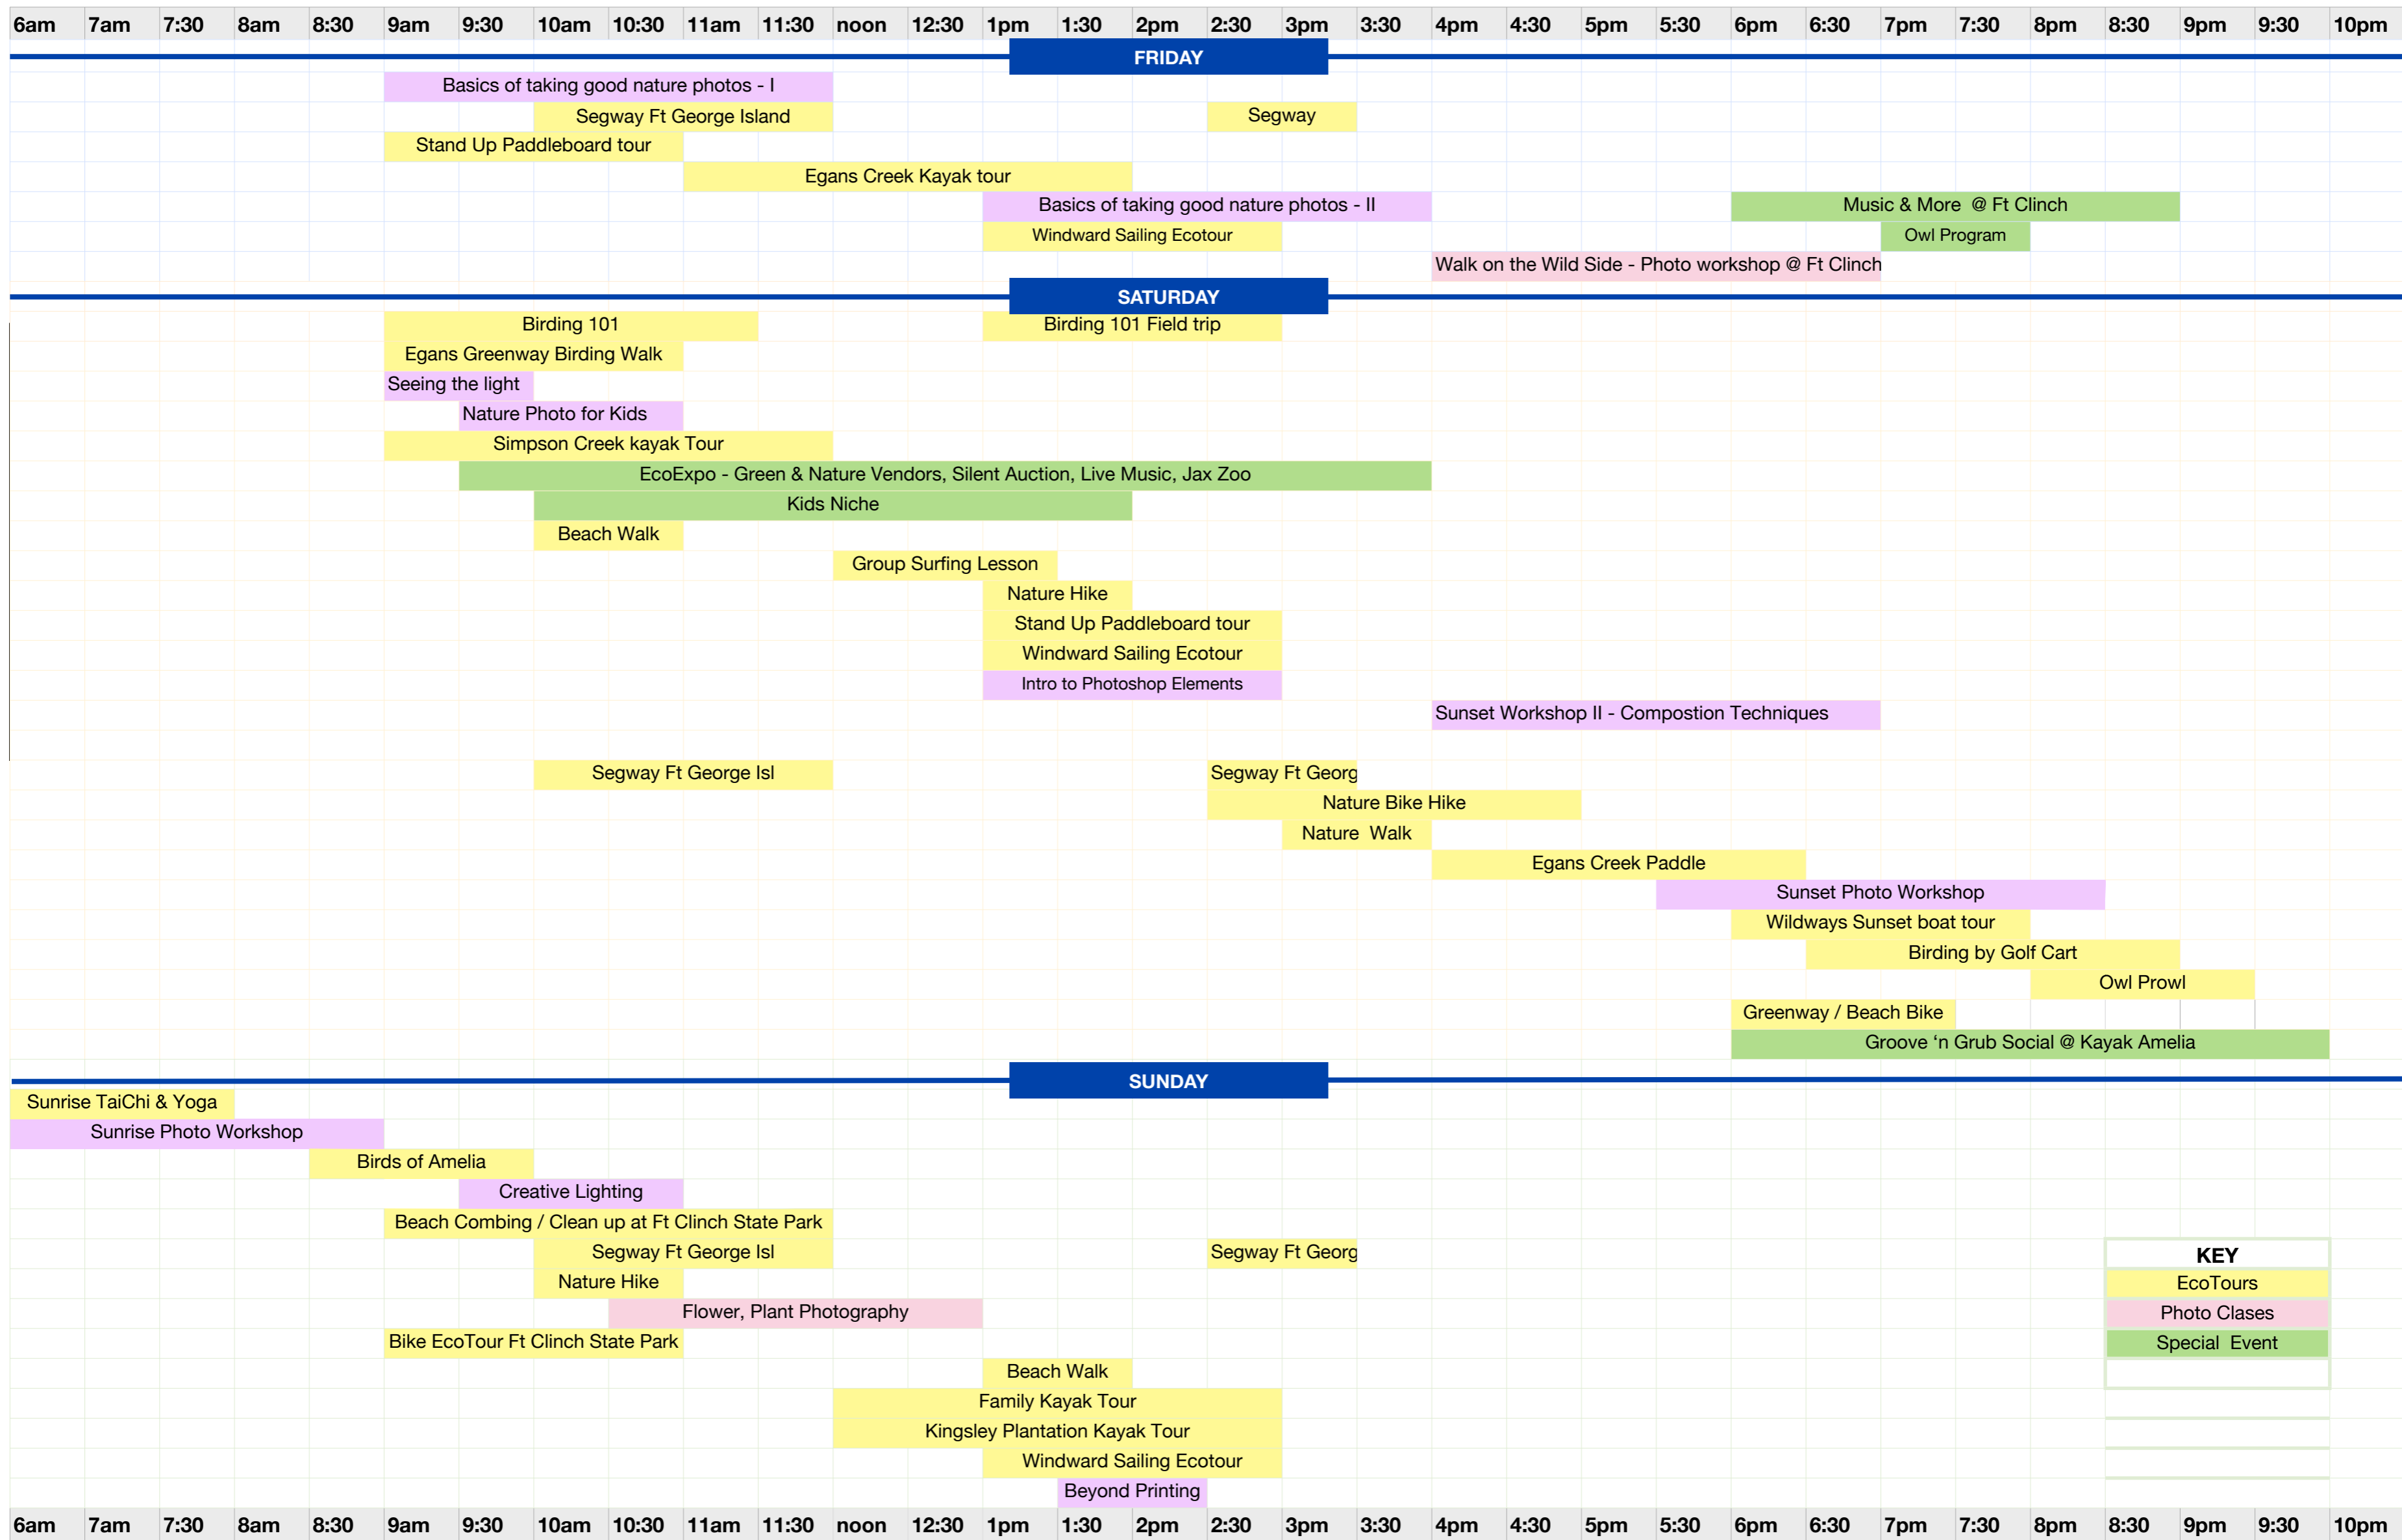 6am 7am 7:30 8am 8:30 9am 9:30 10am 10:30 11am 11:30 noon 12:30 1pm 1:30 2pm 2:30 3pm 3:30 4pm 4:30 5pm 5:30 6pm 6:30 7pm 7:30 8pm 8:30 9pm 9:30 10pm
FRIDAY
Basics of taking good nature photos - I
Segway Ft George Island Segway
Stand Up Paddleboard tour
Egans Creek Kayak tour
Basics of taking good nature photos - II Music & More @ Ft Clinch
Windward Sailing Ecotour Owl Program
Walk on the Wild Side - Photo workshop @ Ft Clinch
SATURDAY
Birding 101 Birding 101 Field trip
Egans Greenway Birding Walk
Seeing the light
Nature Photo for Kids
Simpson Creek kayak Tour
EcoExpo - Green & Nature Vendors, Silent Auction, Live Music, Jax Zoo
Kids Niche
Beach Walk
Group Surfing Lesson
Nature Hike
Stand Up Paddleboard tour
Windward Sailing Ecotour
Intro to Photoshop Elements
Sunset Workshop II - Compostion Techniques
Segway Ft George Isl Segway Ft Georg
Nature Bike Hike
Nature Walk
Egans Creek Paddle
Sunset Photo Workshop
Wildways Sunset boat tour
Birding by Golf Cart
Owl Prowl
Greenway / Beach Bike
Groove ‘n Grub Social @ Kayak Amelia
SUNDAY
Sunrise TaiChi & Yoga
Sunrise Photo Workshop
Birds of Amelia
Creative Lighting
Beach Combing / Clean up at Ft Clinch State Park
Segway Ft George Isl Segway Ft Georg KEY
Nature Hike EcoTours
Flower, Plant Photography Photo Clases
Bike EcoTour Ft Clinch State Park Special Event
Beach Walk
Family Kayak Tour
Kingsley Plantation Kayak Tour
Windward Sailing Ecotour
Beyond Printing
6am 7am 7:30 8am 8:30 9am 9:30 10am 10:30 11am 11:30 noon 12:30 1pm 1:30 2pm 2:30 3pm 3:30 4pm 4:30 5pm 5:30 6pm 6:30 7pm 7:30 8pm 8:30 9pm 9:30 10pm